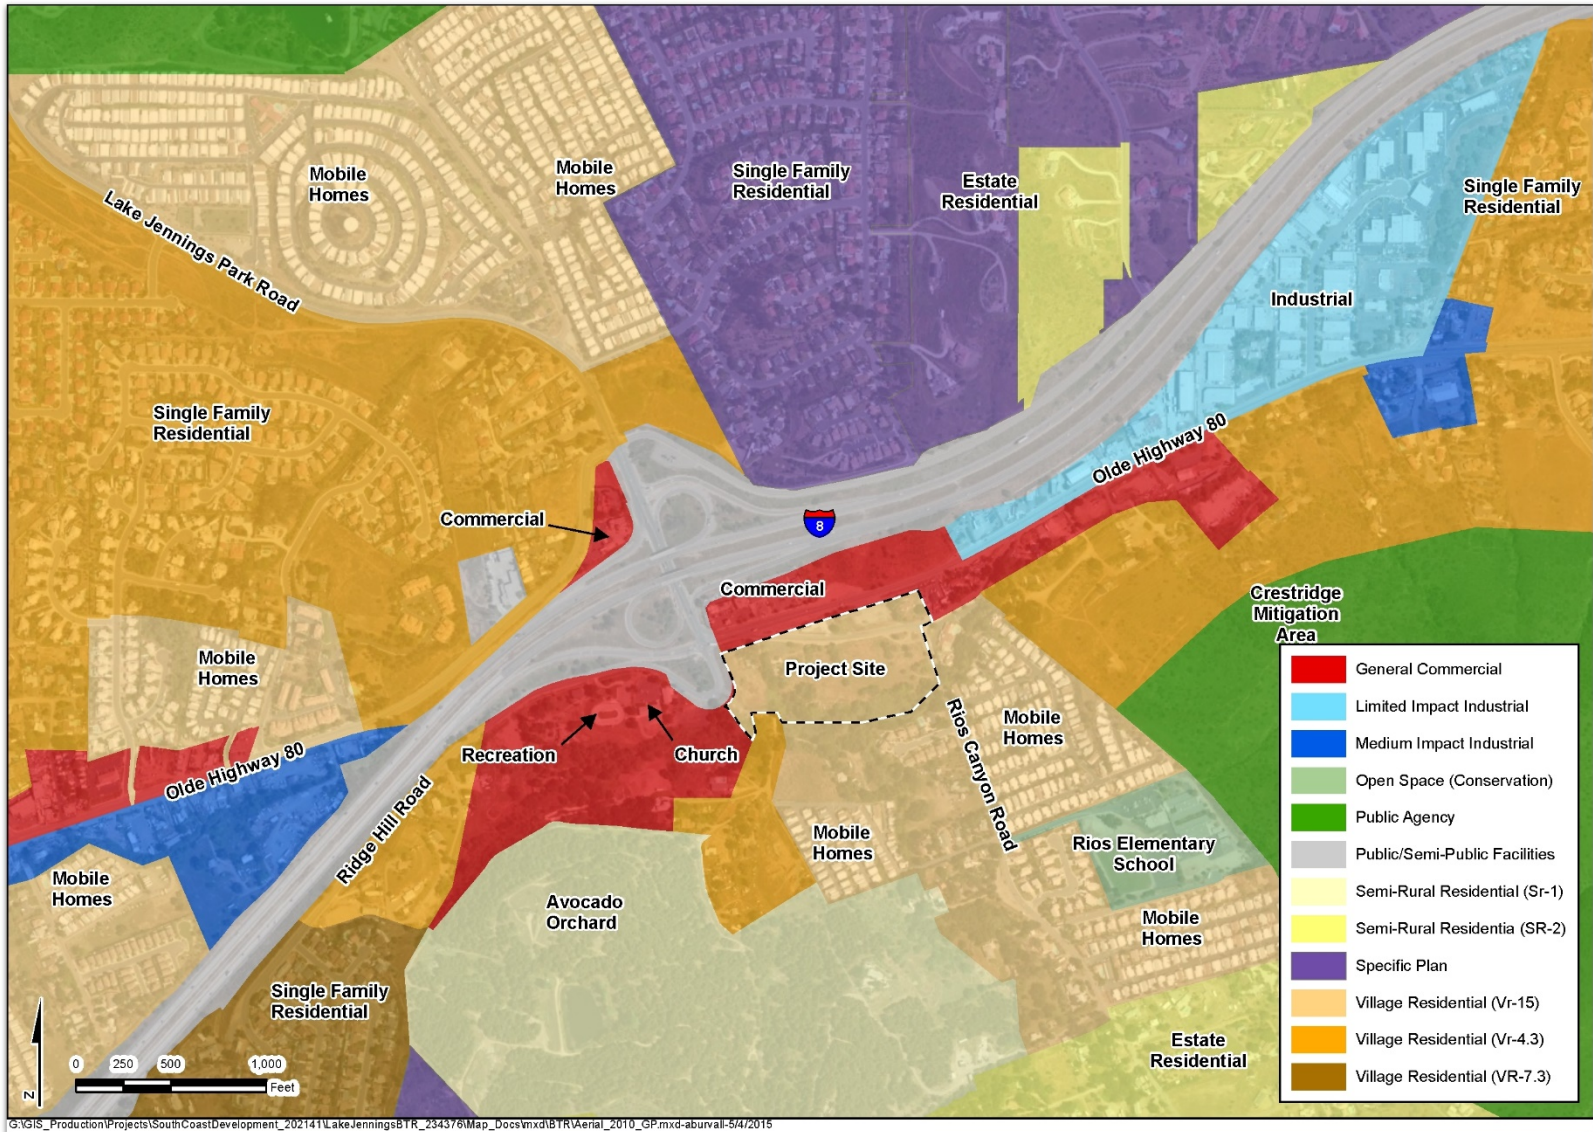 Mobile
Homes
Mobile
Homes
Single Family
Residential
Estate
Residential
Single Family
Residential
Lake Jennings Park Road
Industrial
Single Family
Residential
Olde Highway 80
Commercial
8
Commercial
Crestridge
Mitigation
Area
Project Site
Mobile
Homes
Mobile
Homes
Recreation
Church
Olde Highway 80
Ridge Hill Road
Rios Canyon Road
Mobile
Homes
Rios Elementary
School
Mobile
Homes
Avocado
Orchard
Mobile
Homes
Single Family
Residential
Estate
Residential
General Commercial
Limited Impact Industrial
Medium Impact Industrial
Open Space (Conservation)
Public Agency
Public/Semi-Public Facilities
Semi-Rural Residential (Sr-1)
Semi-Rural Residentia (SR-2)
Specific Plan
Village Residential (Vr-15)
Village Residential (Vr-4.3)
Village Residential (VR-7.3)
0 250 500 1,000
Feet
N
G:\GIS_Production\Projects\SouthCoastDevelopment_202141\LakeJenningsBTR_234376\Map_Docs\mxd\BTR\Aerial_2010_GP.mxd-aburvall-5/4/2015